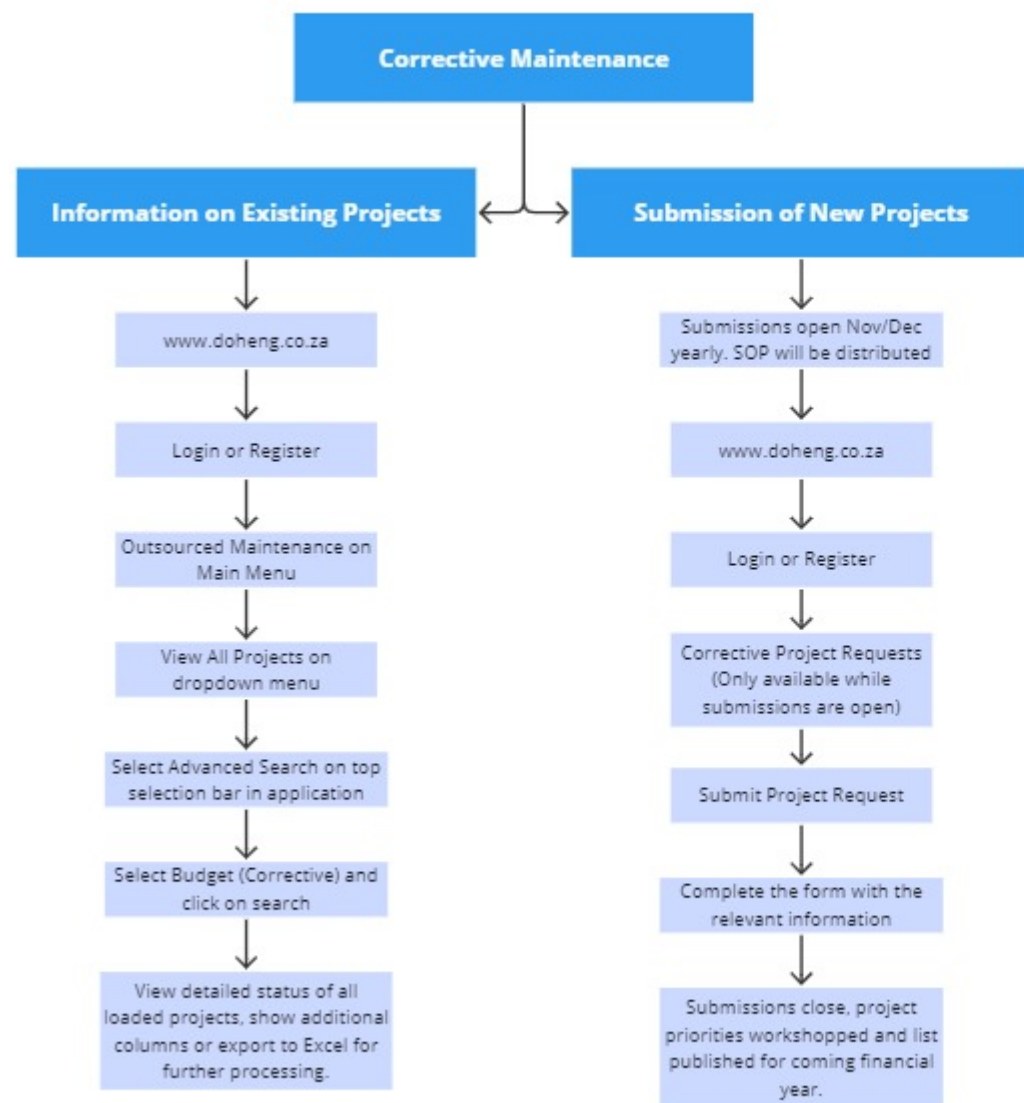 Corrective Maintenance
Information on Existing Projects
www.doheng.co.za
Login or Register
Outsourced Maintenance on
Main Menu
View All Projects on
dropdown menu
Select Advanced Search on top
selection bar in application
Select Budget (Corrective) and
click on search
View detailed status of all
loaded projects, show additional
columns or export to Excel for
further processing.
Submission of New Projects
Submissions open Nov/Dec
yearly. SOP will be distributed
www.doheng.co.za
Login or Register
Corrective Project Requests
(Only available while
submissions are open)
Submit Project Request
Complete the form with the
relevant information
Submissions close, project
priorities workshopped and list
published for coming financial
year.